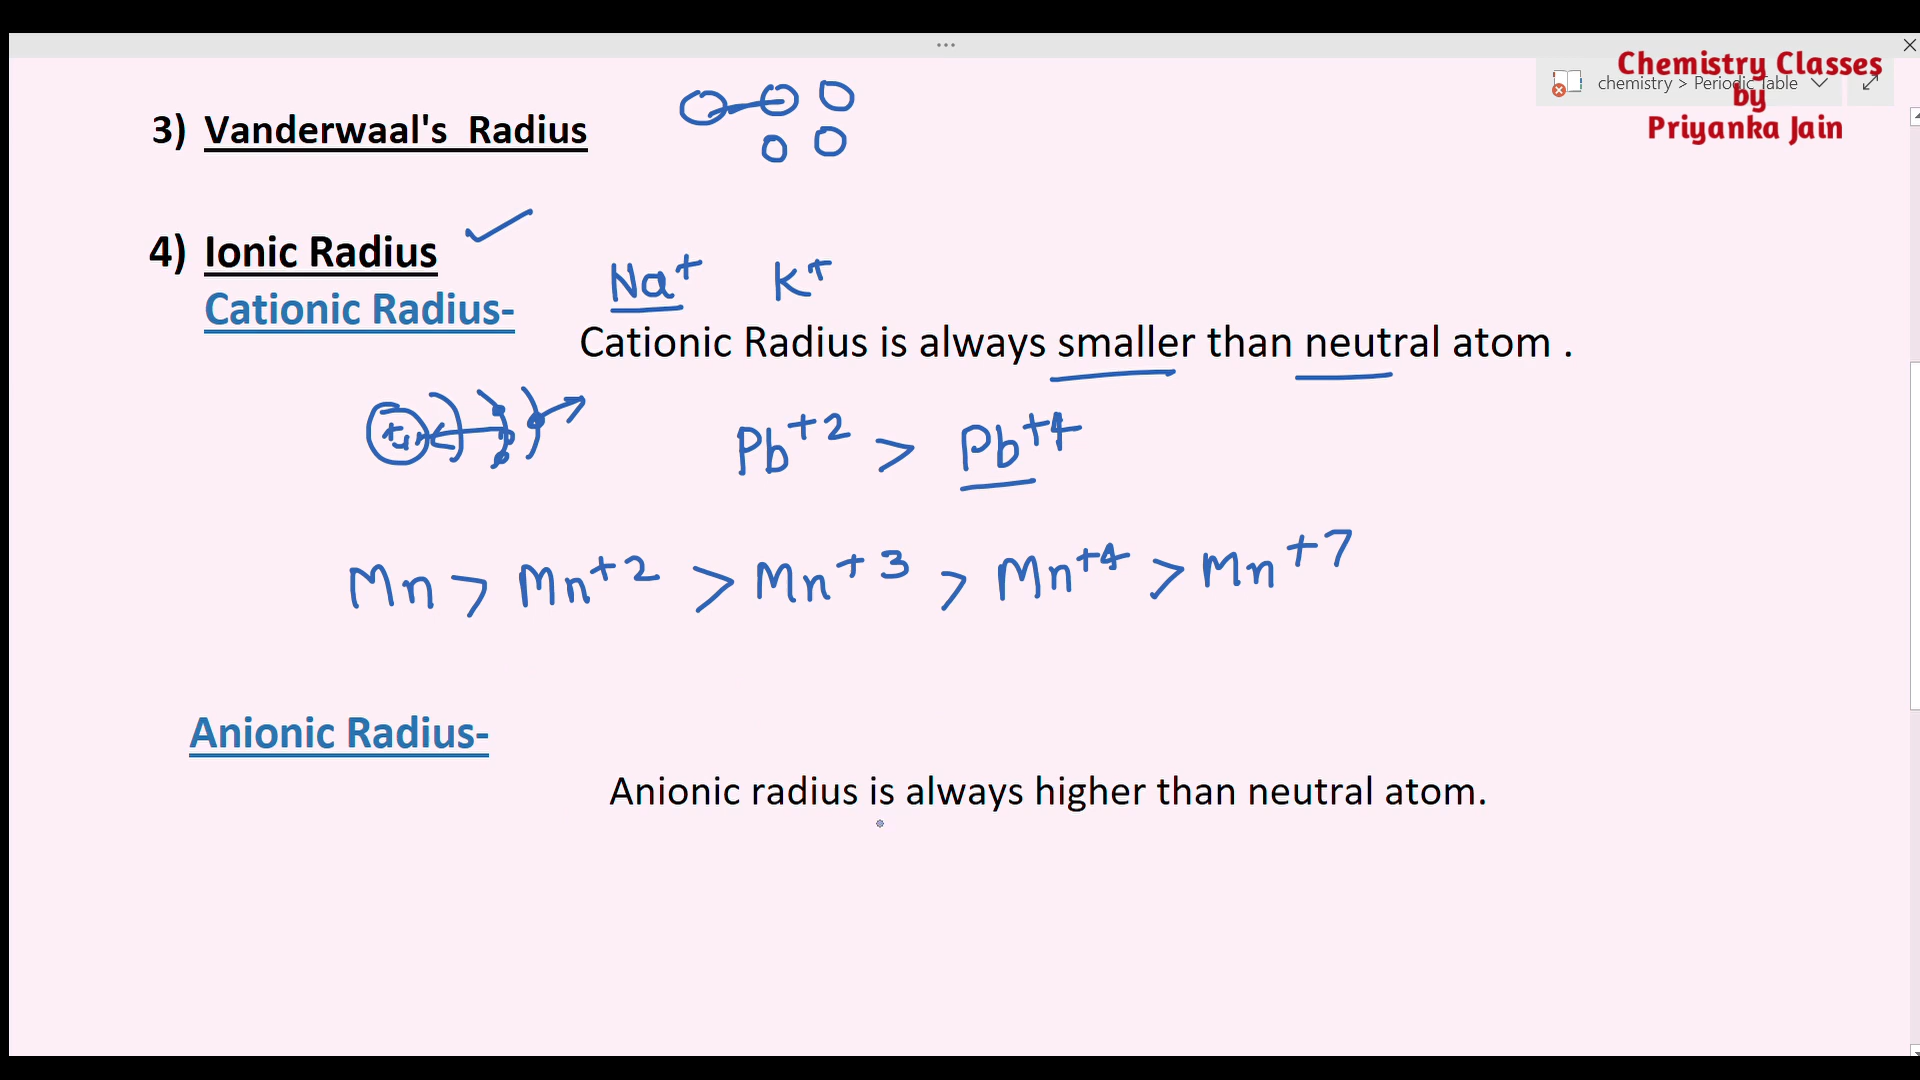 Chemistry Classes
by
Priyanka Jain
chemistry > Periodic Table
3) Vanderwaal's Radius
4) Ionic Radius
Na+ K+
Cationic Radius-
Cationic Radius is always smaller than neutral atom .
Pb+2 > Pb+4
Mn > Mn+2 > Mn+3 > Mn+4 > Mn+7
Anionic Radius-
Anionic radius is always higher than neutral atom.